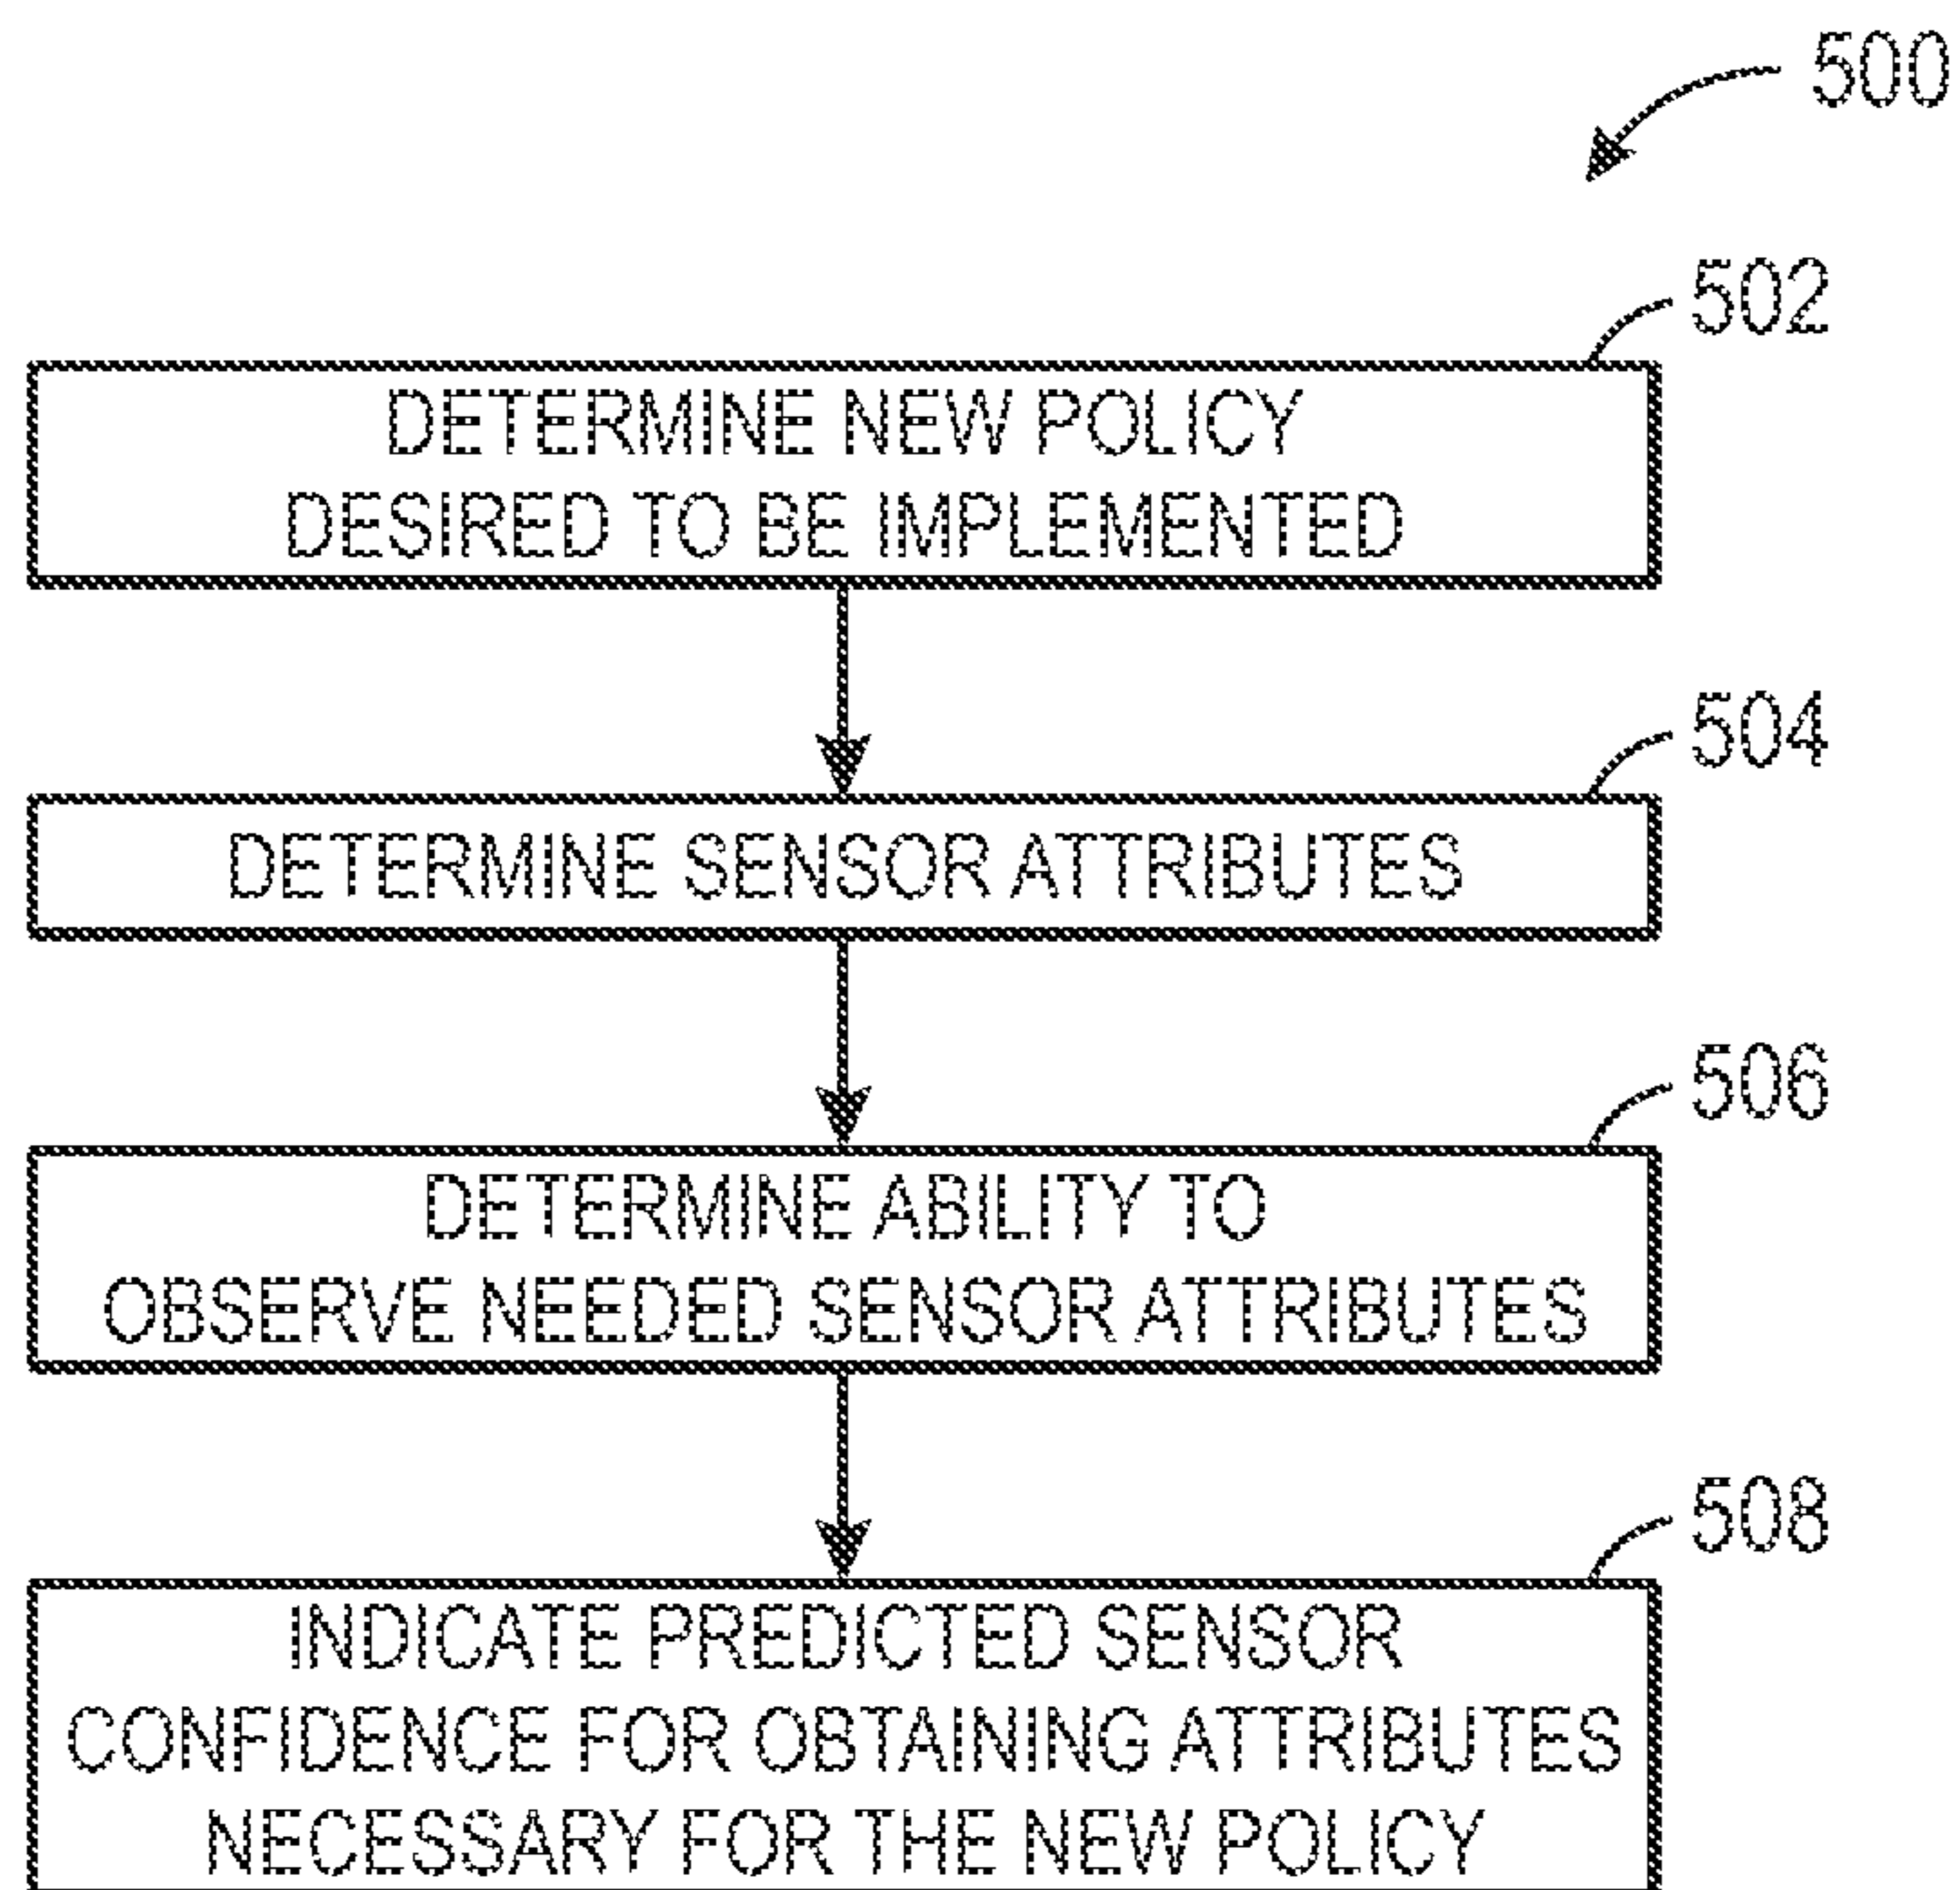 500
502
DETERMINE NEW POLICY
DESIRED TO BE IMPLEMENTED
504
DETERMINE SENSOR ATTRIBUTES
506
DETERMINE ABILITY TO
OBSERVE NEEDED SENSOR ATTRIBUTES
508
INDICATE PREDICTED SENSOR
CONFIDENCE FOR OBTAINING ATTRIBUTES
NECESSARY FOR THE NEW POLICY